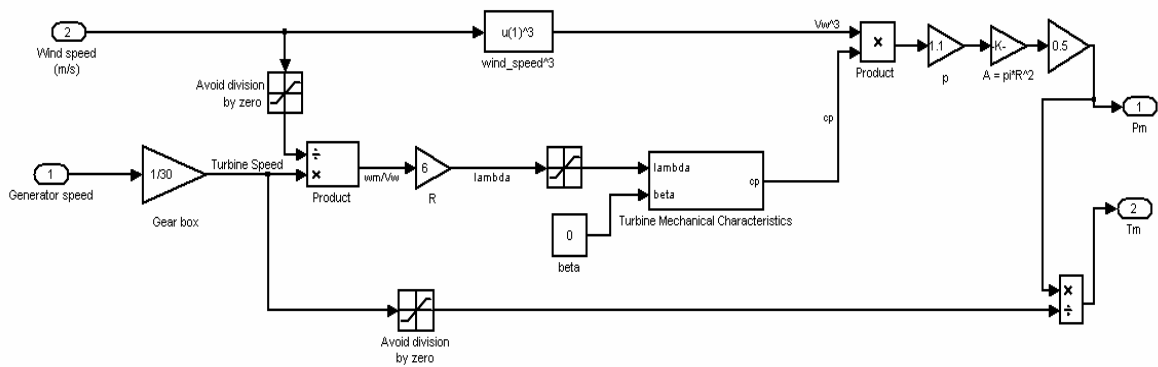 2
Wind speed
(m/s)
u(1)^3
wind_speed^3
Vw^3
×
Product
1.1
p
-K-
A = pi*R^2
0.5
1
Pm
Avoid division
by zero
cp
1
Generator speed
1/30
Gear box
Turbine Speed
÷
×
Product
wm/Vw
6
R
lambda
lambda
beta
cp
Turbine Mechanical Characteristics
0
beta
2
Tm
×
÷
Avoid division
by zero